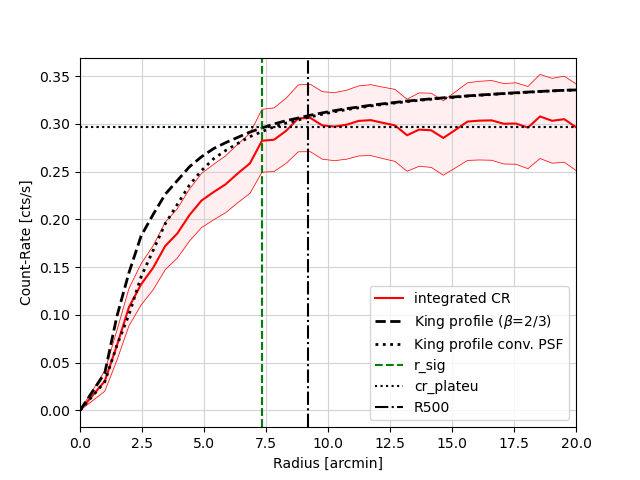 0.35
0.30
0.25
0.20
0.15
0.10
0.05
0.00
Count-Rate [cts/s]
integrated CR
King profile (β=2/3)
King profile conv. PSF
r_sig
cr_plateu
R500
0.0 2.5 5.0 7.5 10.0 12.5 15.0 17.5 20.0
Radius [arcmin]